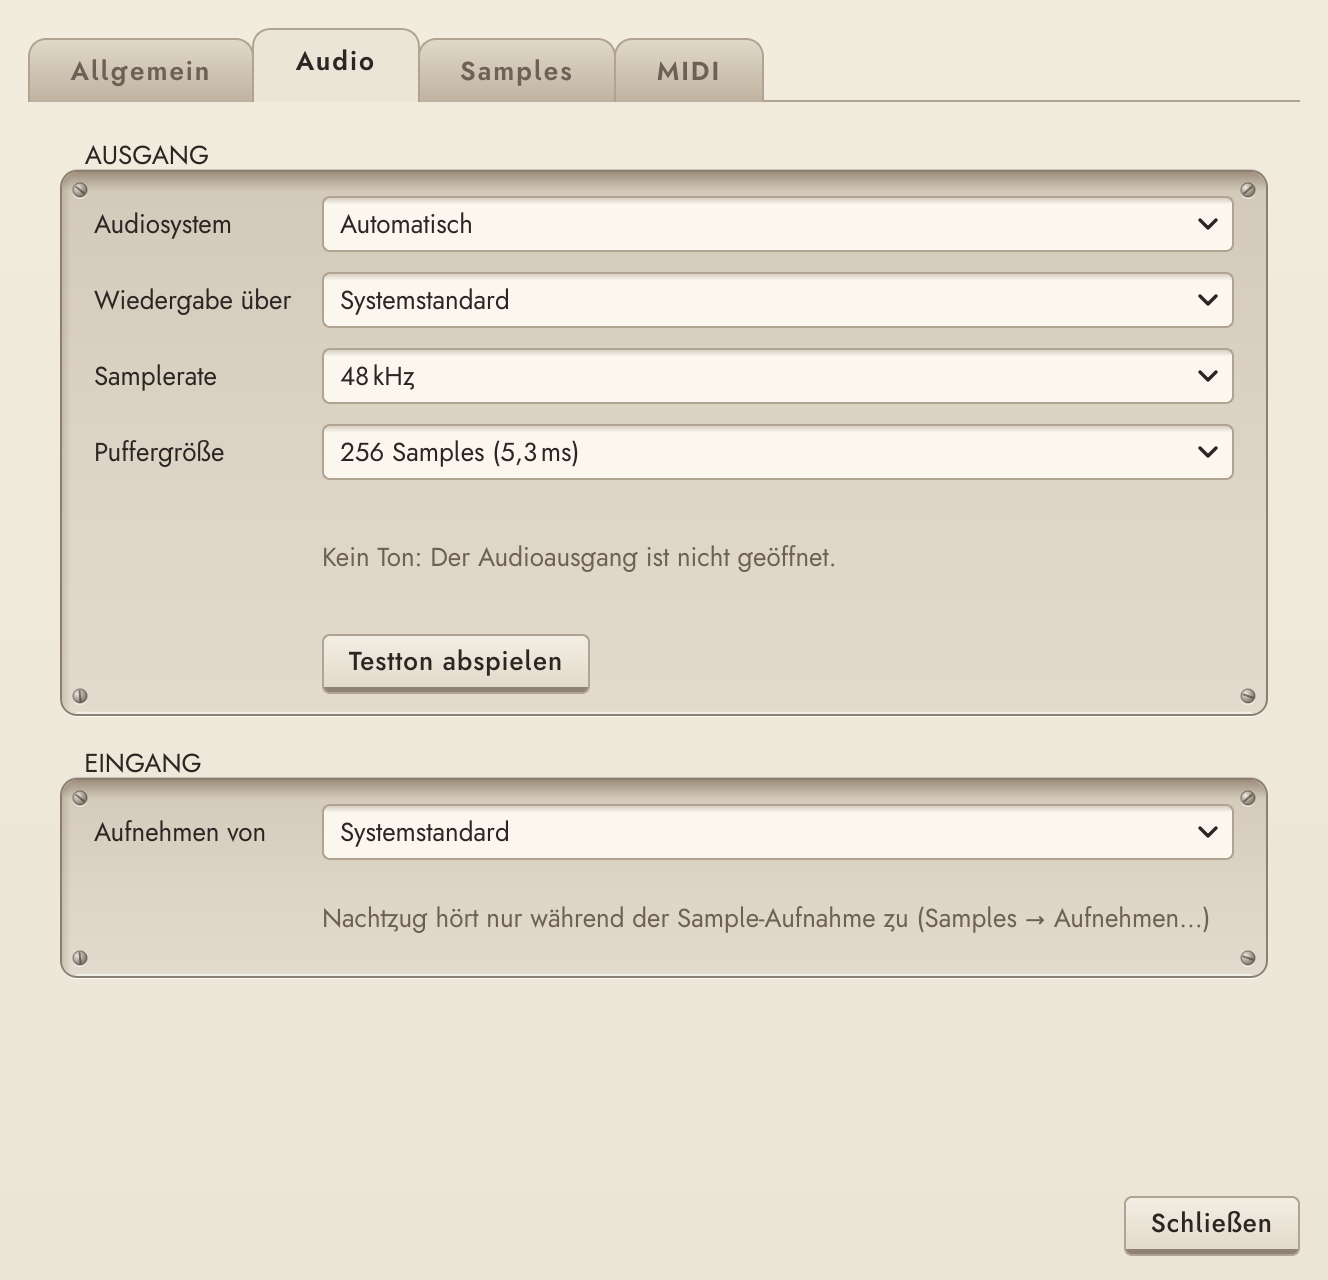 Allgemein
Audio
Samples
MIDI
AUSGANG
Audiosystem
Automatisch
Wiedergabe über
Systemstandard
Samplerate
48 kHz
Puffergröße
256 Samples (5,3 ms)
Kein Ton: Der Audioausgang ist nicht geöffnet.
Testton abspielen
EINGANG
Aufnehmen von
Systemstandard
Nachtzug hört nur während der Sample-Aufnahme zu (Samples → Aufnehmen…)
Schließen